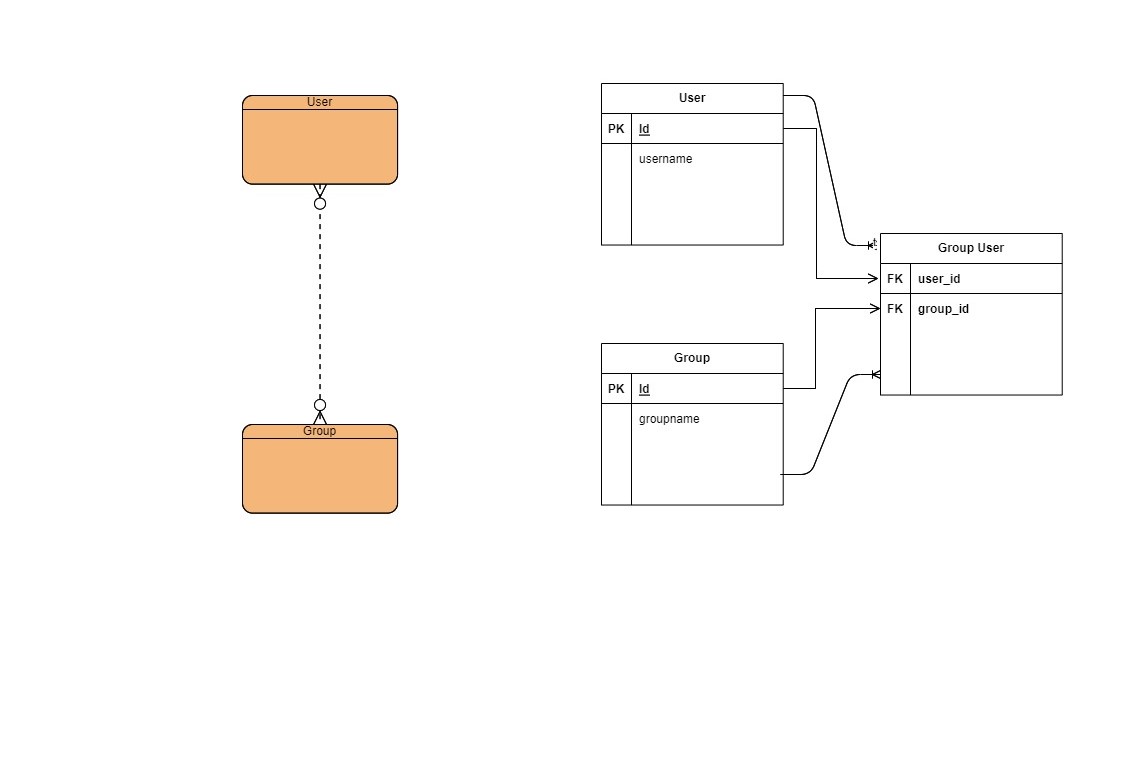 User
Group
User
PK Id
username
Group
PK Id
groupname
Group User
FK user_id
FK group_id